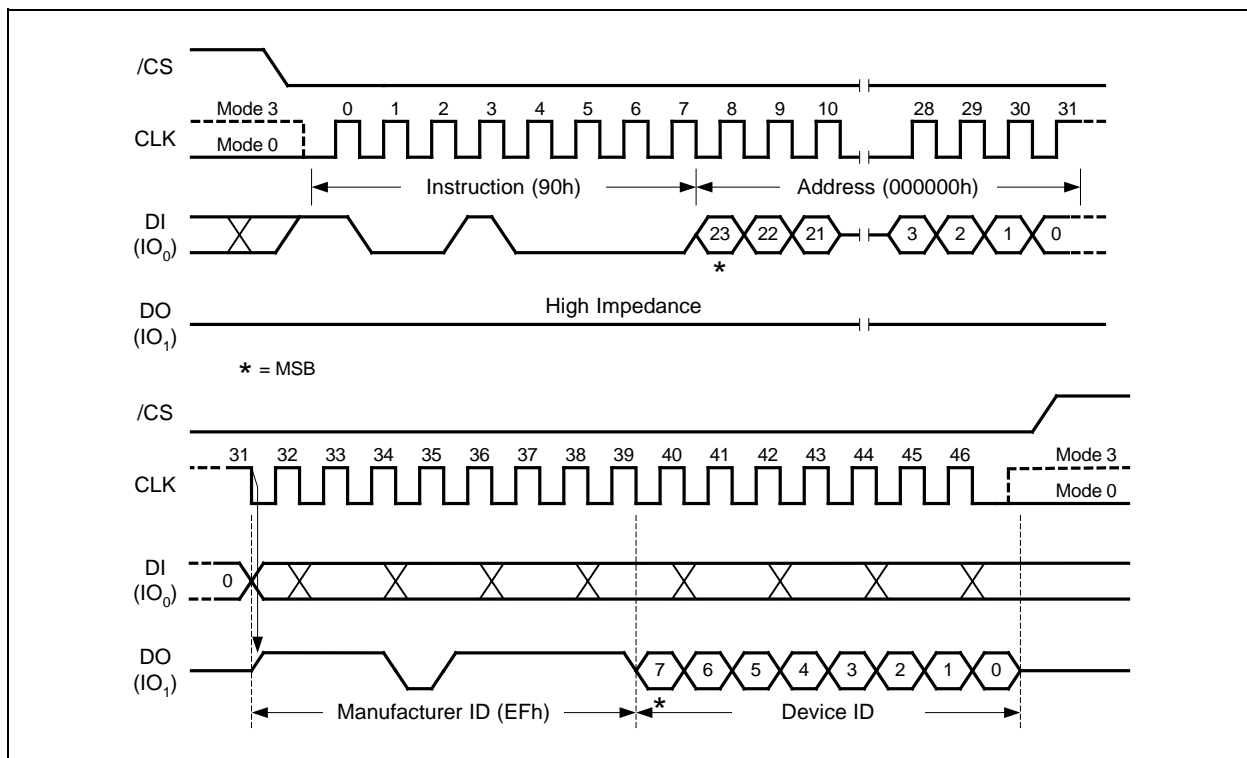 /CS
Mode 3 0 1 2 3 4 5 6 7 8 9 10 28 29 30 31
CLK
Mode 0
Instruction (90h) Address (000000h)
DI
(IO0)
23 22 21 3 2 1 0
*
High Impedance
DO
(IO1)
* = MSB
/CS
31 32 33 34 35 36 37 38 39 40 41 42 43 44 45 46 Mode 3
CLK
Mode 0
DI
(IO0)
0
DO
(IO1)
7 6 5 4 3 2 1 0
*
Manufacturer ID (EFh) Device ID